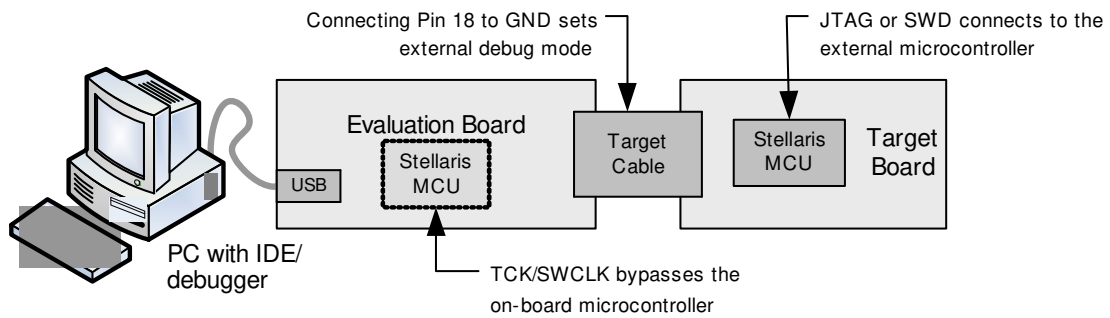 Connecting Pin 18 to GND sets
external debug mode
JTAG or SWD connects to the
external microcontroller
Evaluation Board
Stellaris
MCU
USB
Target
Cable
Stellaris
MCU
Target
Board
PC with IDE/
debugger
TCK/SWCLK bypasses the
on-board microcontroller